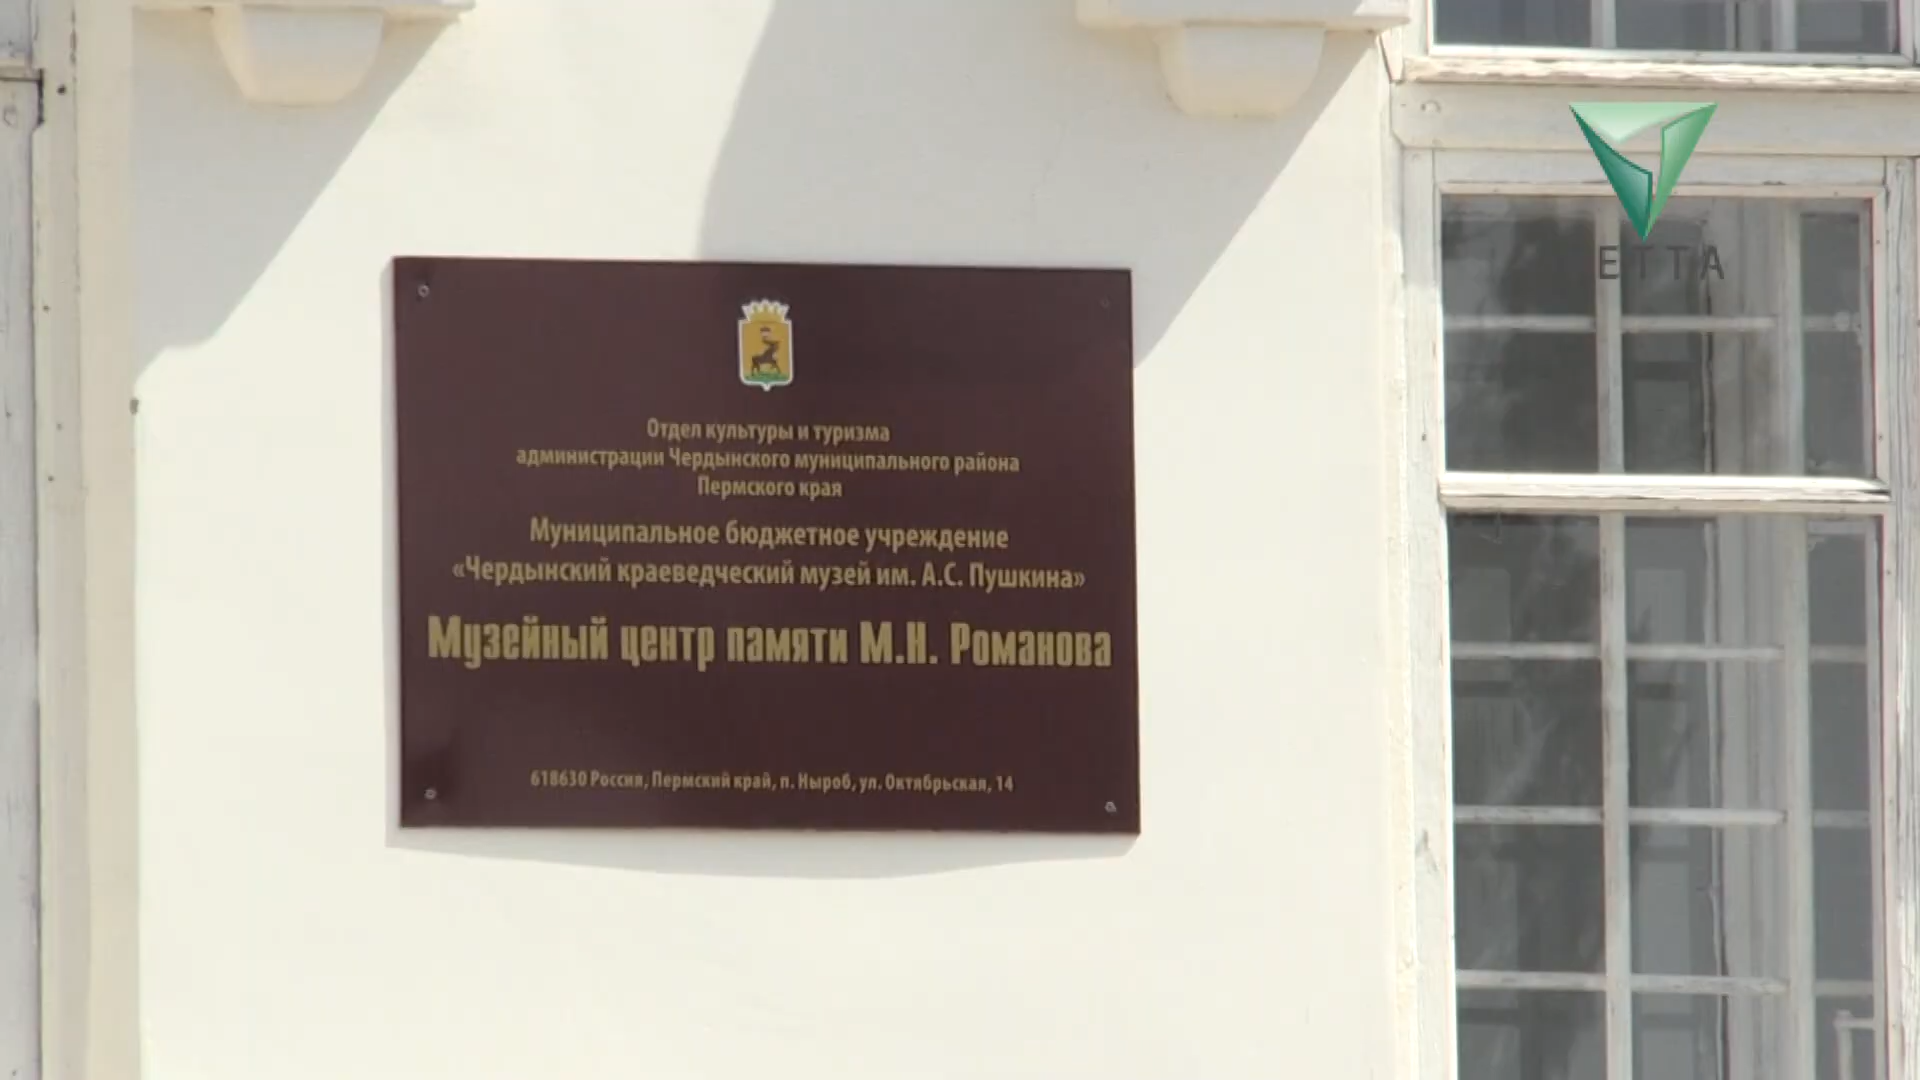 ETTA
Отдел культуры и туризма
администрации Чердынского муниципального района
Пермского края
Муниципальное бюджетное учреждение
«Чердынский краеведческий музей им. А.С. Пушкина»
Музейный центр памяти М.Н. Романова
618630 Россия, Пермский край, п. Ныроб, ул. Октябрьская, 14